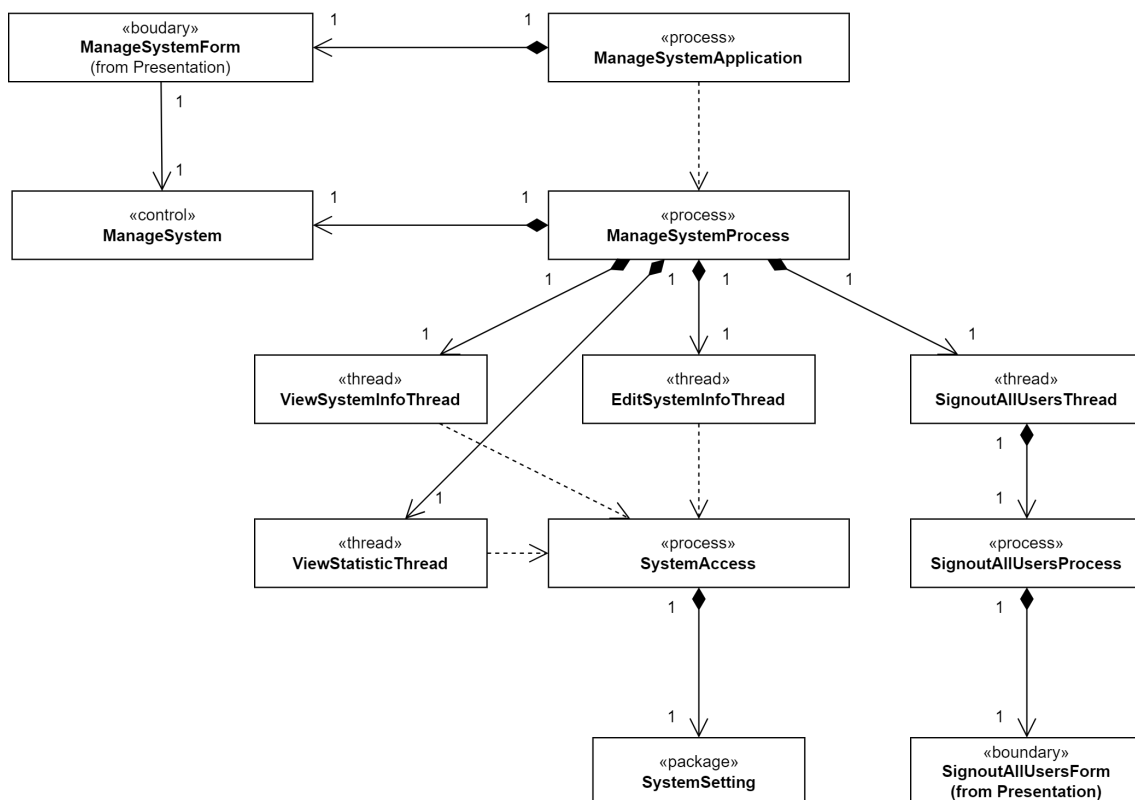 «boudary»
ManageSystemForm
(from Presentation)
1
1
«process»
ManageSystemApplication
1
1
«control»
ManageSystem
1
1
«process»
ManageSystemProcess
1
1
1
1
1
1
1
«thread»
ViewSystemInfoThread
«thread»
EditSystemInfoThread
«thread»
SignoutAllUsersThread
1
1
1
«thread»
ViewStatisticThread
«process»
SystemAccess
«process»
SignoutAllUsersProcess
1
1
1
1
«package»
SystemSetting
«boundary»
SignoutAllUsersForm
(from Presentation)